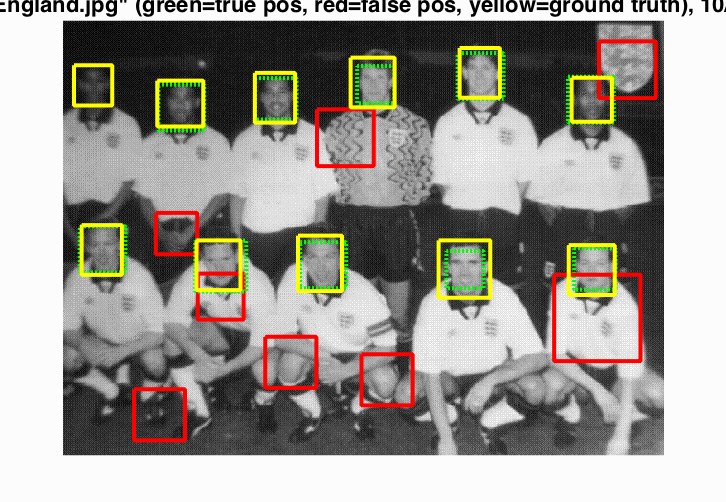 England.jpg" (green=true pos, red=false pos, yellow=ground truth), 10